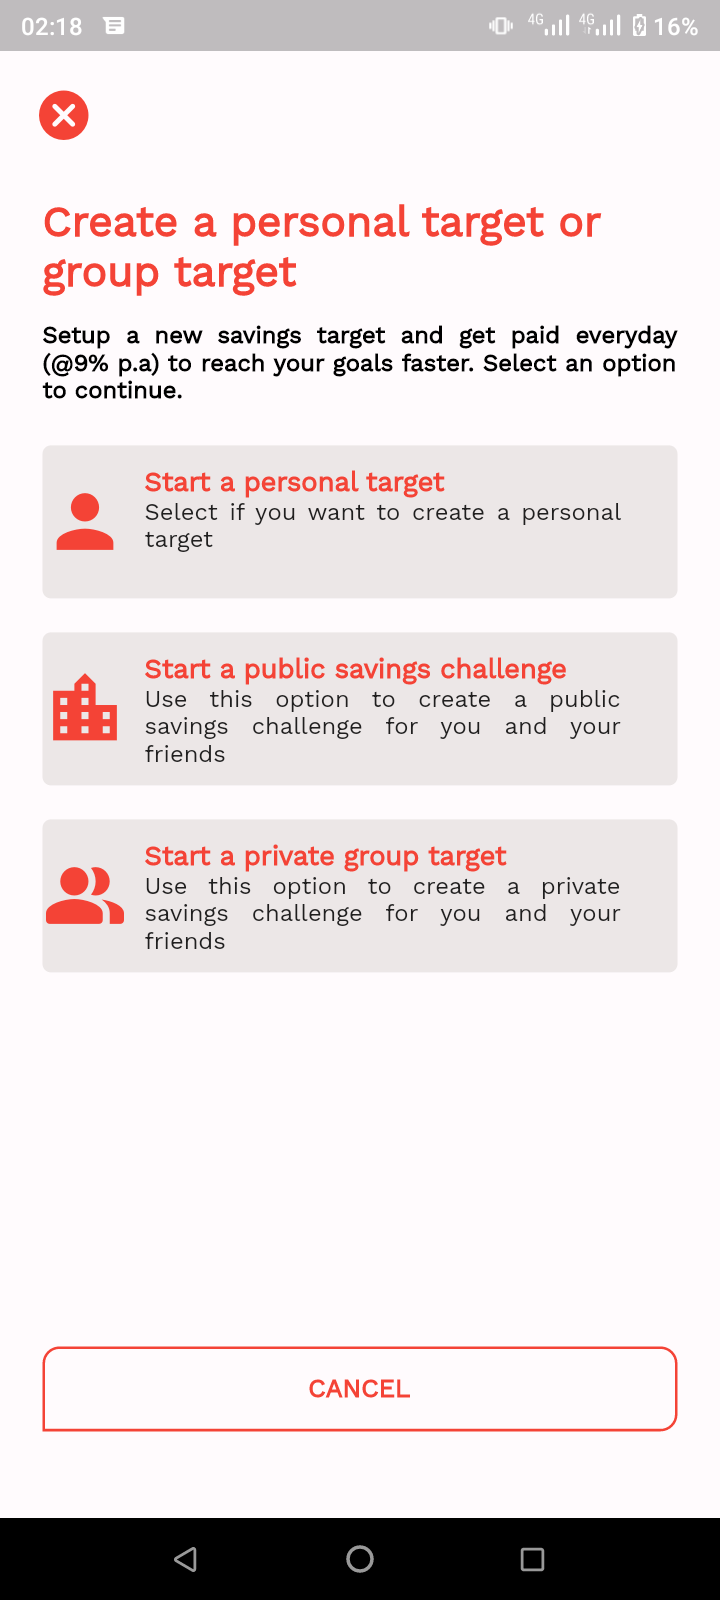 02:18
4G 4G 16%
Create a personal target or
group target
Setup a new savings target and get paid everyday
(@9% p.a) to reach your goals faster. Select an option
to continue.
Start a personal target
Select if you want to create a personal
target
Start a public savings challenge
Use this option to create a public
savings challenge for you and your
friends
Start a private group target
Use this option to create a private
savings challenge for you and your
friends
CANCEL